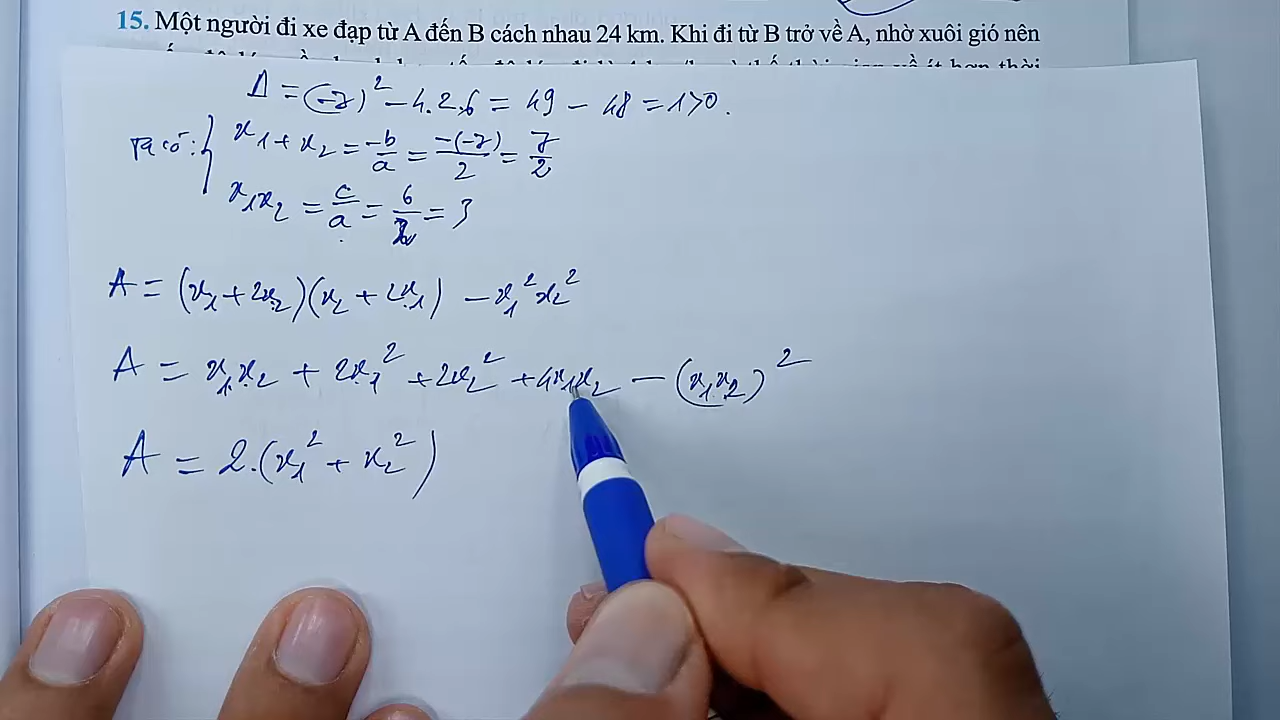 15. Một người đi xe đạp từ A đến B cách nhau 24 km. Khi đi từ B trở về A, nhờ xuôi gió nên
Δ = (-7)² - 4.2.6 = 49 - 48 = 1 > 0.
Ta có: { x₁ + x₂ = -b/a = -(-7)/2 = 7/2
x₁x₂ = c/a = 6/2 = 3
A = (x₁ + 2x₂)(x₂ + 2x₁) - x₁²x₂²
A = x₁x₂ + 2x₁² + 2x₂² + 4x₁x₂ - (x₁x₂)²
A = 2.(x₁² + x₂²)